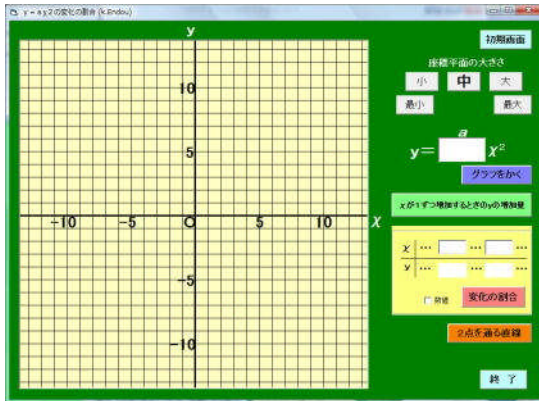 y=ay2の変化の割合 (k.Endou)
初期画面
座標平面の大きさ
小 中 大
最小 最大
a
y= x²
グラフをかく
xが1ずつ増加するときのyの増加量
x … … …
y … … …
変化の割合
2点を通る直線
終 了
y
10
5
-10 -5 O 5 10 x
-5
-10